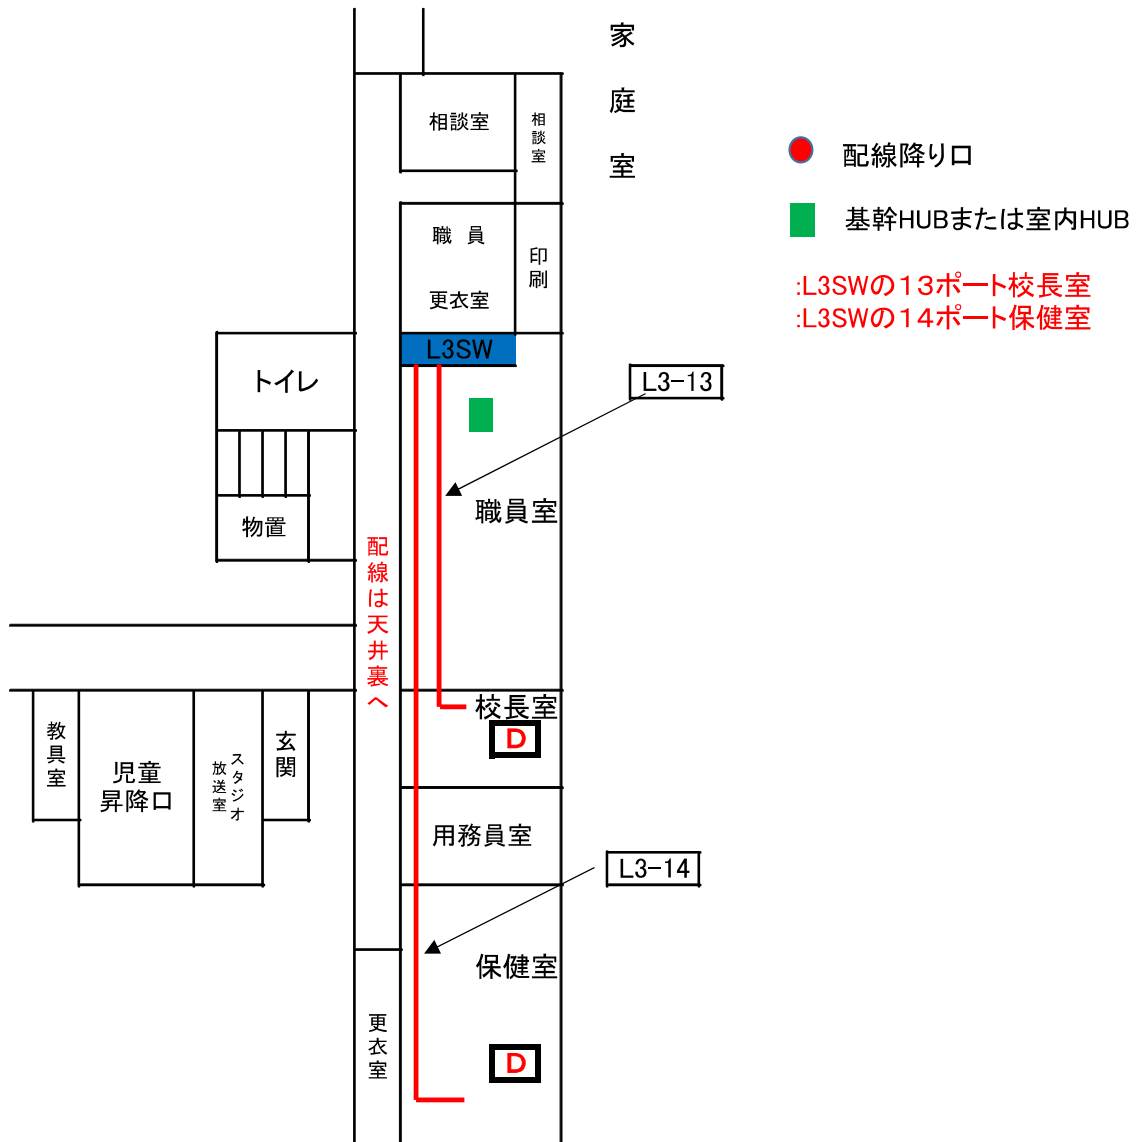 家庭室
相談室
相談室
配線降り口
基幹HUBまたは室内HUB
職 員
更衣室
印刷
:L3SWの13ポート校長室
:L3SWの14ポート保健室
L3SW
トイレ
L3-13
職員室
物置
配線は天井裏へ
校長室
D
教具室
児童
昇降口
スタジオ
放送室
玄関
用務員室
L3-14
保健室
更衣室
D